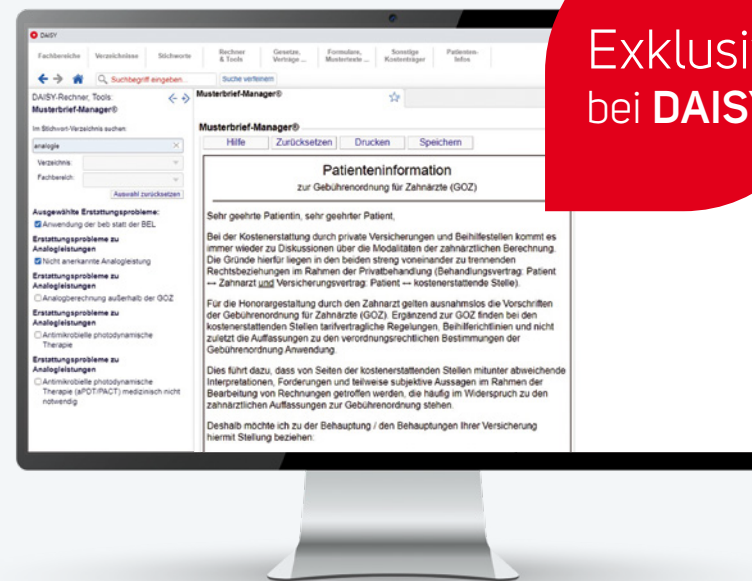 DAISY
Fachbereiche Verzeichnisse Stichworte Rechner & Tools Gesetze, Verträge ... Formulare, Mustertexte ... Sonstige Kostenträger Patienten-Infos
Suchbegriff eingeben... Suche verfeinern
DAISY-Rechner, Tools:
Musterbrief-Manager®
Im Stichwort-Verzeichnis suchen:
analogie
Verzeichnis:
Fachbereich:
Auswahl zurücksetzen
Ausgewählte Erstattungsprobleme:
Anwendung der beb statt der BEL
Erstattungsprobleme zu
Analogleistungen
Nicht anerkannte Analogleistung
Erstattungsprobleme zu
Analogleistungen
Analogberechnung außerhalb der GOZ
Erstattungsprobleme zu
Analogleistungen
Antimikrobielle photodynamische
Therapie
Erstattungsprobleme zu
Analogleistungen
Antimikrobielle photodynamische
Therapie (aPDT/PACT) medizinisch nicht
notwendig
Musterbrief-Manager®
Musterbrief-Manager®
Hilfe Zurücksetzen Drucken Speichern
Patienteninformation
zur Gebührenordnung für Zahnärzte (GOZ)
Sehr geehrte Patientin, sehr geehrter Patient,
Bei der Kostenerstattung durch private Versicherungen und Beihilfestellen kommt es
immer wieder zu Diskussionen über die Modalitäten der zahnärztlichen Berechnung.
Die Gründe hierfür liegen in den beiden streng voneinander zu trennenden
Rechtsbeziehungen im Rahmen der Privatbehandlung (Behandlungsvertrag: Patient
↔ Zahnarzt und Versicherungsvertrag: Patient ↔ kostenerstattende Stelle).
Für die Honorargestaltung durch den Zahnarzt gelten ausnahmslos die Vorschriften
der Gebührenordnung für Zahnärzte (GOZ). Ergänzend zur GOZ finden bei den
kostenerstattenden Stellen tarifvertragliche Regelungen, Beihilferichtlinien und nicht
zuletzt die Auffassungen zu den verordnungsrechtlichen Bestimmungen der
Gebührenordnung Anwendung.
Dies führt dazu, dass von Seiten der kostenerstattenden Stellen mitunter abweichende
Interpretationen, Forderungen und teilweise subjektive Aussagen im Rahmen der
Bearbeitung von Rechnungen getroffen werden, die häufig im Widerspruch zu den
zahnärztlichen Auffassungen zur Gebührenordnung stehen.
Deshalb möchte ich zu der Behauptung / den Behauptungen Ihrer Versicherung
hiermit Stellung beziehen:
Exklusi
bei DAISY